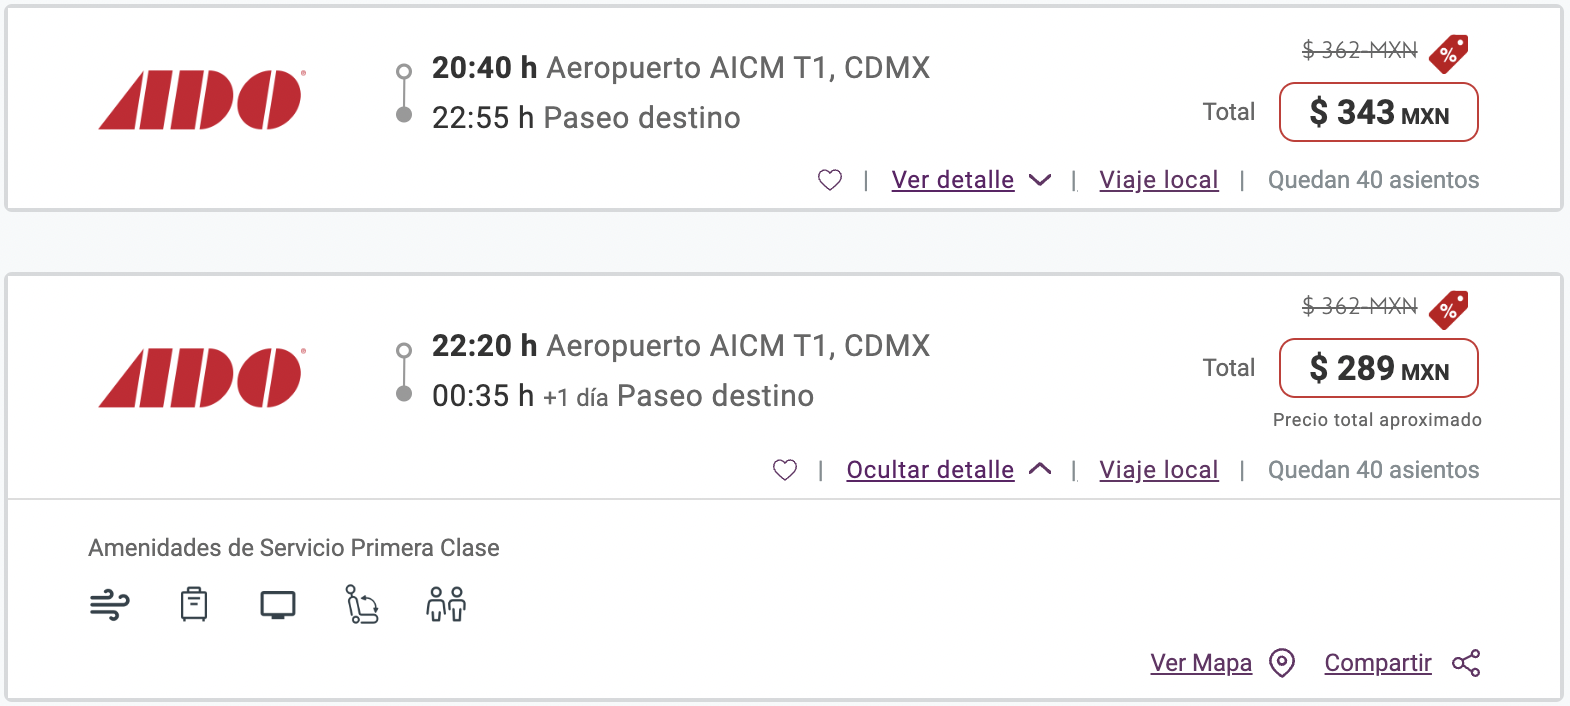 ADO
20:40 h Aeropuerto AICM T1, CDMX
22:55 h Paseo destino
$ 362 MXN
%
Total $ 343 MXN
Ver detalle | Viaje local | Quedan 40 asientos
ADO
22:20 h Aeropuerto AICM T1, CDMX
00:35 h +1 día Paseo destino
$ 362 MXN
%
Total $ 289 MXN
Precio total aproximado
Ocultar detalle | Viaje local | Quedan 40 asientos
Amenidades de Servicio Primera Clase
Ver Mapa Compartir